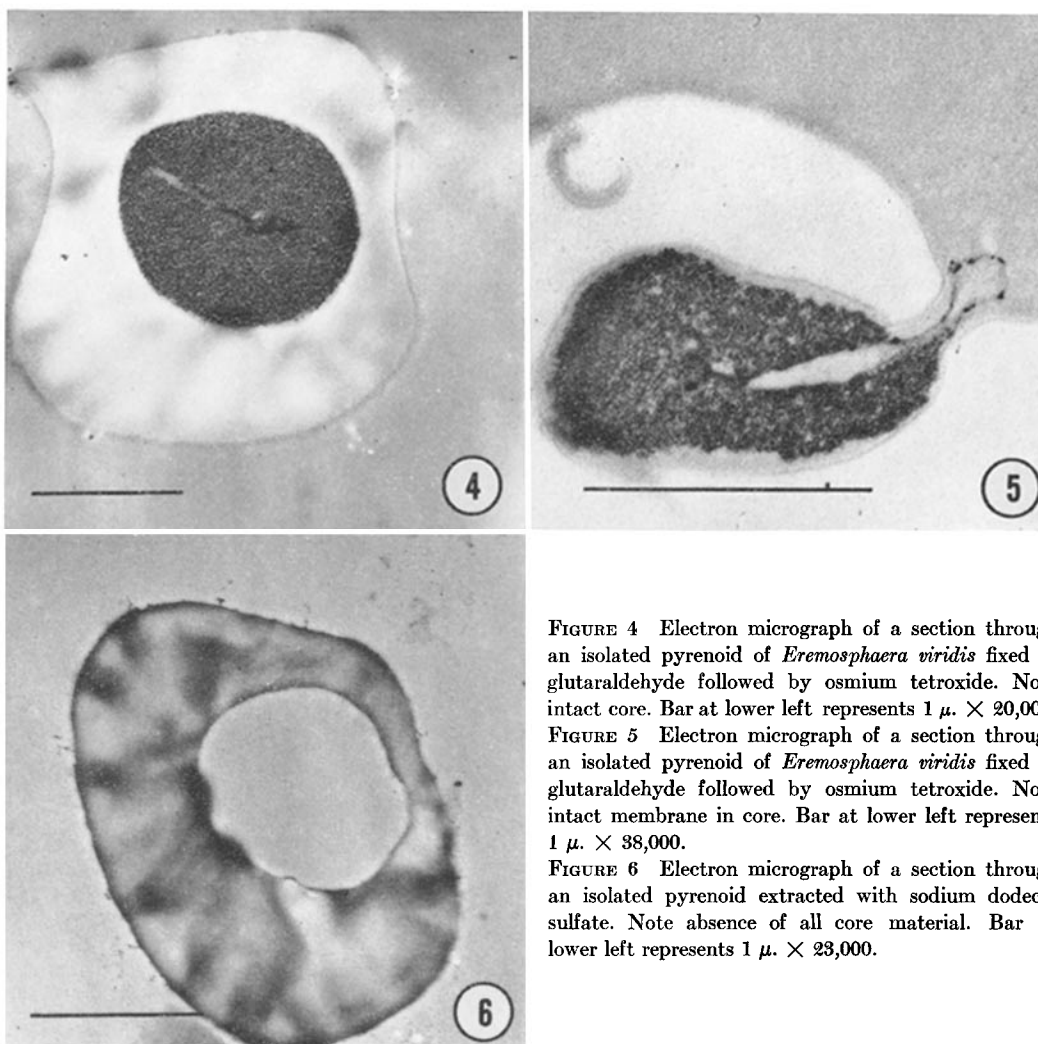 4
5
6
FIGURE 4 Electron micrograph of a section throug
an isolated pyrenoid of Eremosphaera viridis fixed
glutaraldehyde followed by osmium tetroxide. No
intact core. Bar at lower left represents 1 μ. × 20,00
FIGURE 5 Electron micrograph of a section throug
an isolated pyrenoid of Eremosphaera viridis fixed
glutaraldehyde followed by osmium tetroxide. No
intact membrane in core. Bar at lower left represen
1 μ. × 38,000.
FIGURE 6 Electron micrograph of a section throug
an isolated pyrenoid extracted with sodium dodec
sulfate. Note absence of all core material. Bar
lower left represents 1 μ. × 23,000.